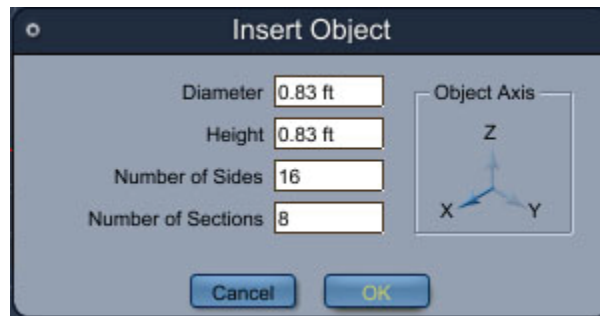 Insert Object
Diameter 0.83 ft
Height 0.83 ft
Number of Sides 16
Number of Sections 8
Object Axis
Z
X Y
Cancel OK